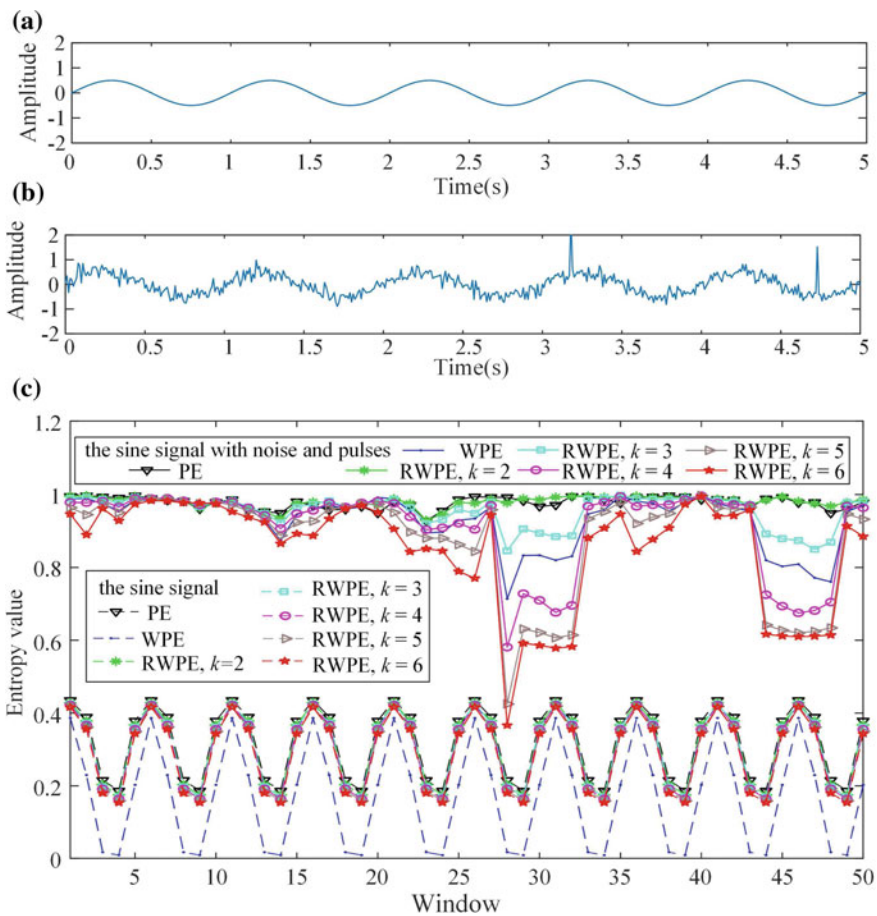 (a)
2
1
0
-1
-2
Amplitude
0 0.5 1 1.5 2 2.5 3 3.5 4 4.5 5
Time(s)
(b)
2
1
0
-1
-2
Amplitude
0 0.5 1 1.5 2 2.5 3 3.5 4 4.5 5
Time(s)
(c)
1.2
1
0.8
0.6
0.4
0.2
0
Entropy value
the sine signal with noise and pulses WPE RWPE, k = 3 RWPE, k = 5
PE RWPE, k = 2 RWPE, k = 4 RWPE, k = 6
the sine signal
PE
WPE
RWPE, k=2
RWPE, k = 3
RWPE, k = 4
RWPE, k = 5
RWPE, k = 6
5 10 15 20 25 30 35 40 45 50
Window